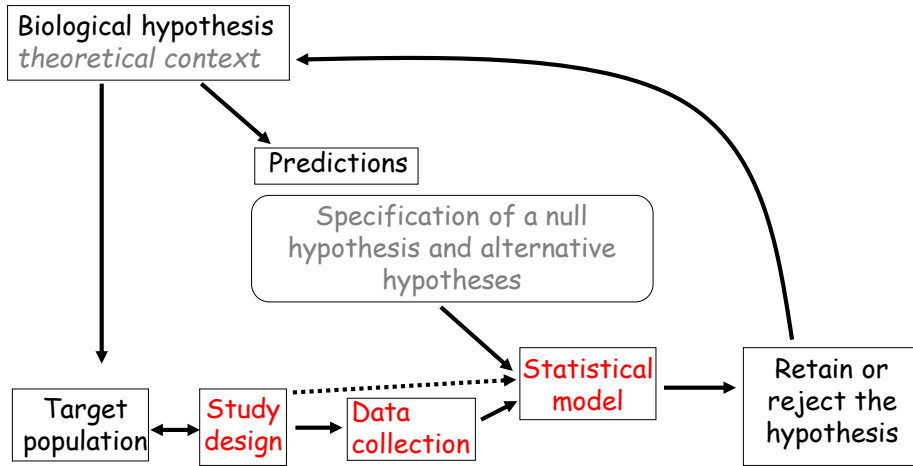 Biological hypothesis
theoretical context
Predictions
Specification of a null
hypothesis and alternative
hypotheses
Target
population
Study
design
Data
collection
Statistical
model
Retain or
reject the
hypothesis